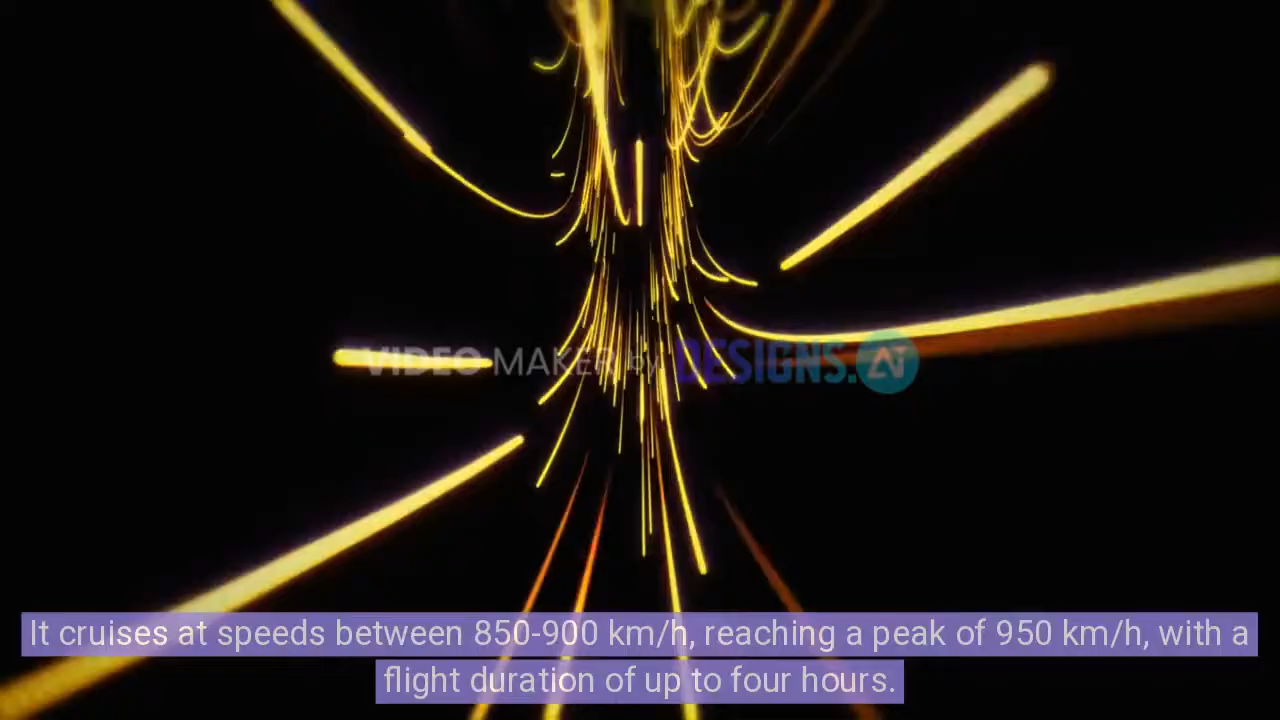 VIDEO MAKER by DESIGNS.AI
It cruises at speeds between 850-900 km/h, reaching a peak of 950 km/h, with a
flight duration of up to four hours.